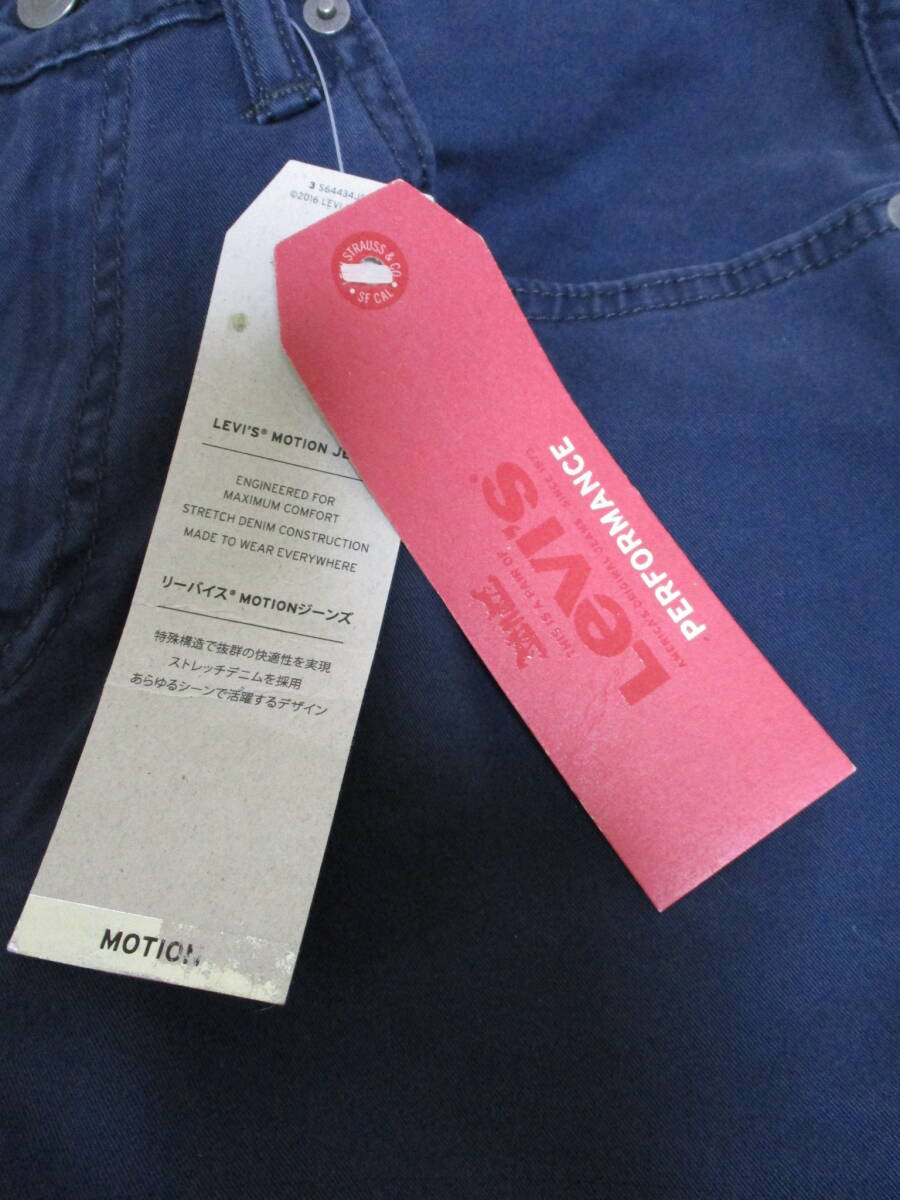 3 S64434J
©2016 LEVI
LEVI'S® MOTION
ENGINEERED FOR
MAXIMUM COMFORT
STRETCH DENIM CONSTRUCTION
MADE TO WEAR EVERYWHERE
リーバイス® MOTIONジーンズ
特殊構造で抜群の快適性を実現
ストレッチデニムを採用
あらゆるシーンで活躍するデザイン
MOTION
STRAUSS & CO
• SF CAL •
THIS IS A PAIR OF
LEVI'S®
AMERICA'S ORIGINAL JEANS SINCE 1873
PERFORMANCE